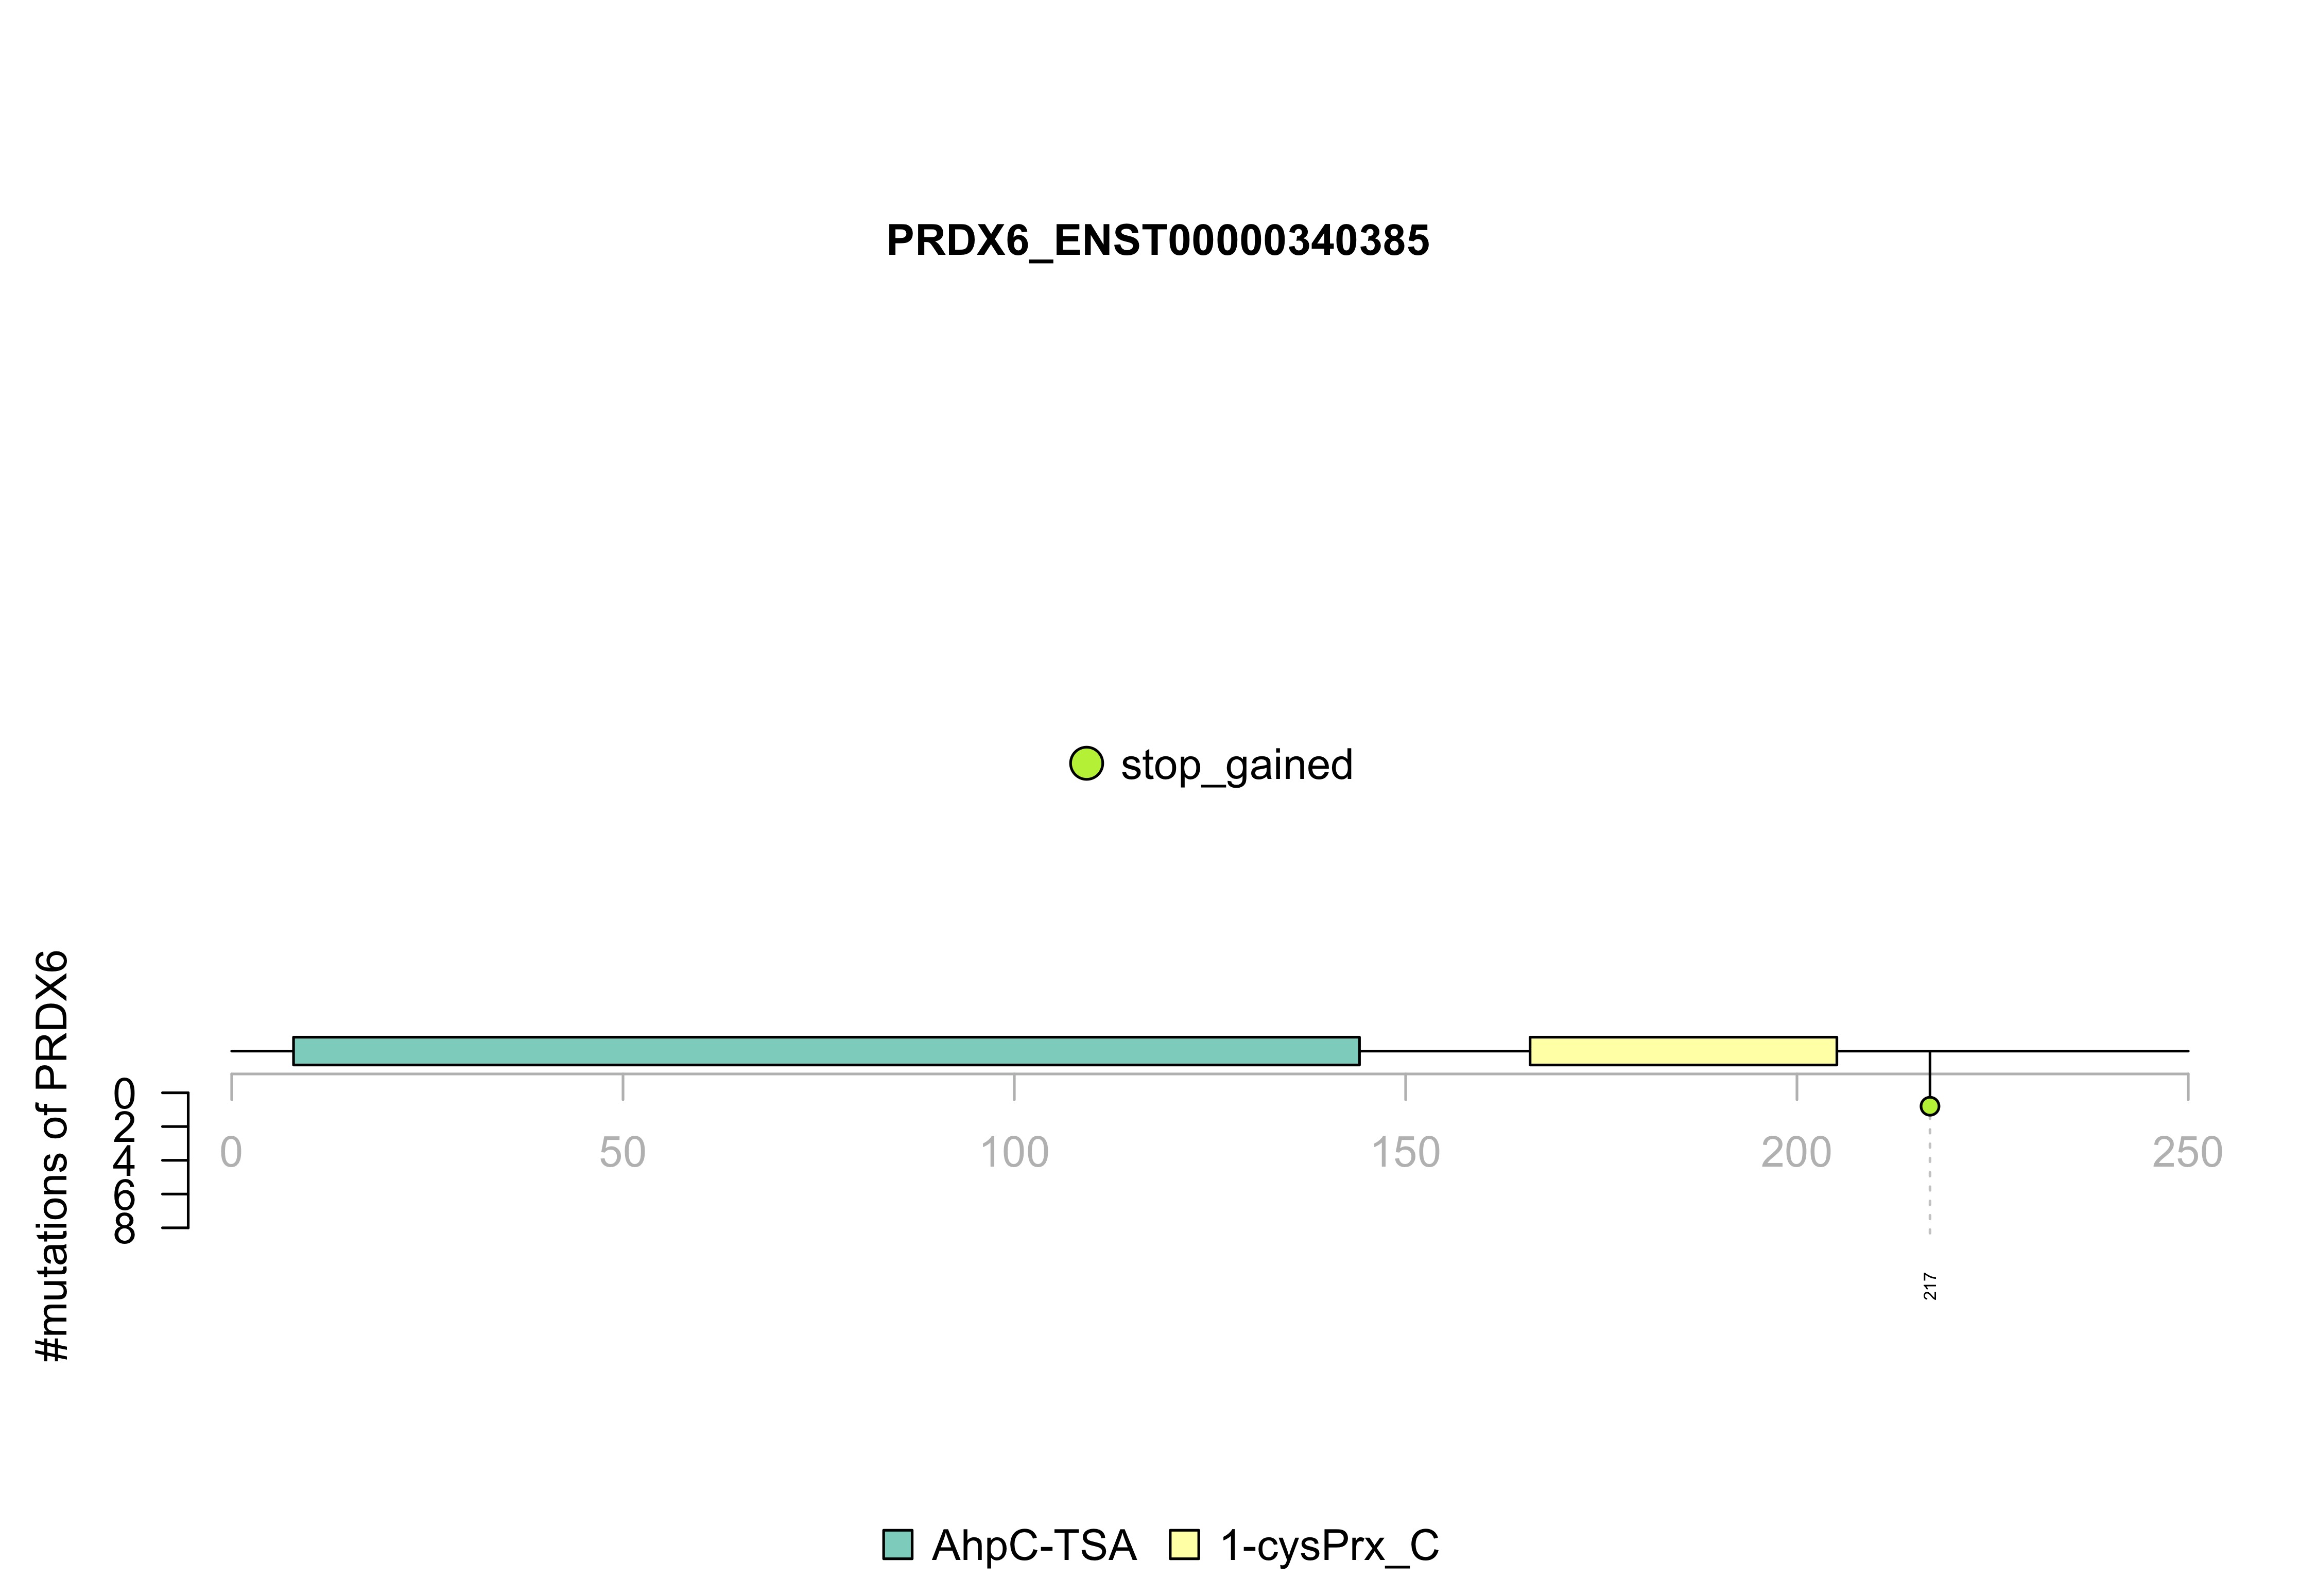 PRDX6_ENST00000340385
stop_gained
#mutations of PRDX6
0
2
4
6
8
0 50 100 150 200 250
217
AhpC-TSA 1-cysPrx_C